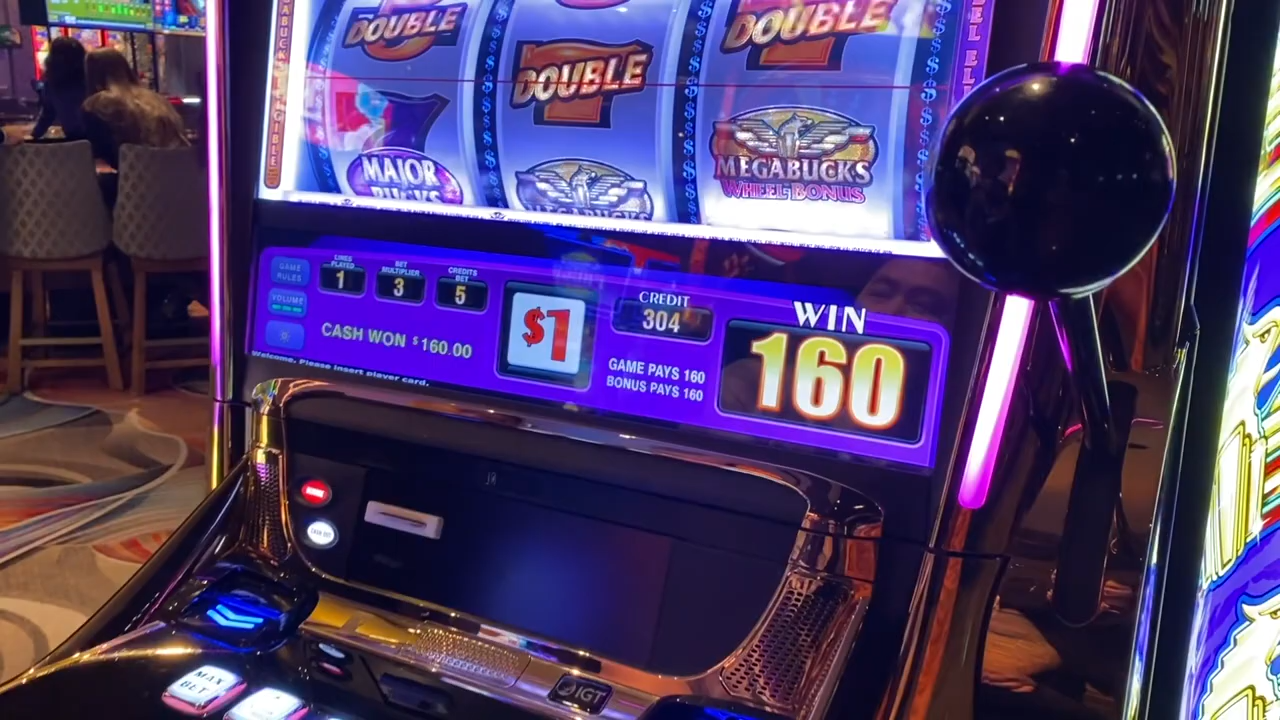 DOUBLE
DOUBLE
DOUBLE
MAJOR
BUCKS
MEGABUCKS
WHEEL BONUS
MEGABUCKS
GAME
RULES
VOLUME
LINES
PLAYED
1
BET
MULTIPLIER
3
CREDITS
BET
5
CASH WON $160.00
$1
CREDIT
304
GAME PAYS 160
BONUS PAYS 160
WIN
160
Welcome, Please insert player card.
CASH OUT
MAX
BET
IGT